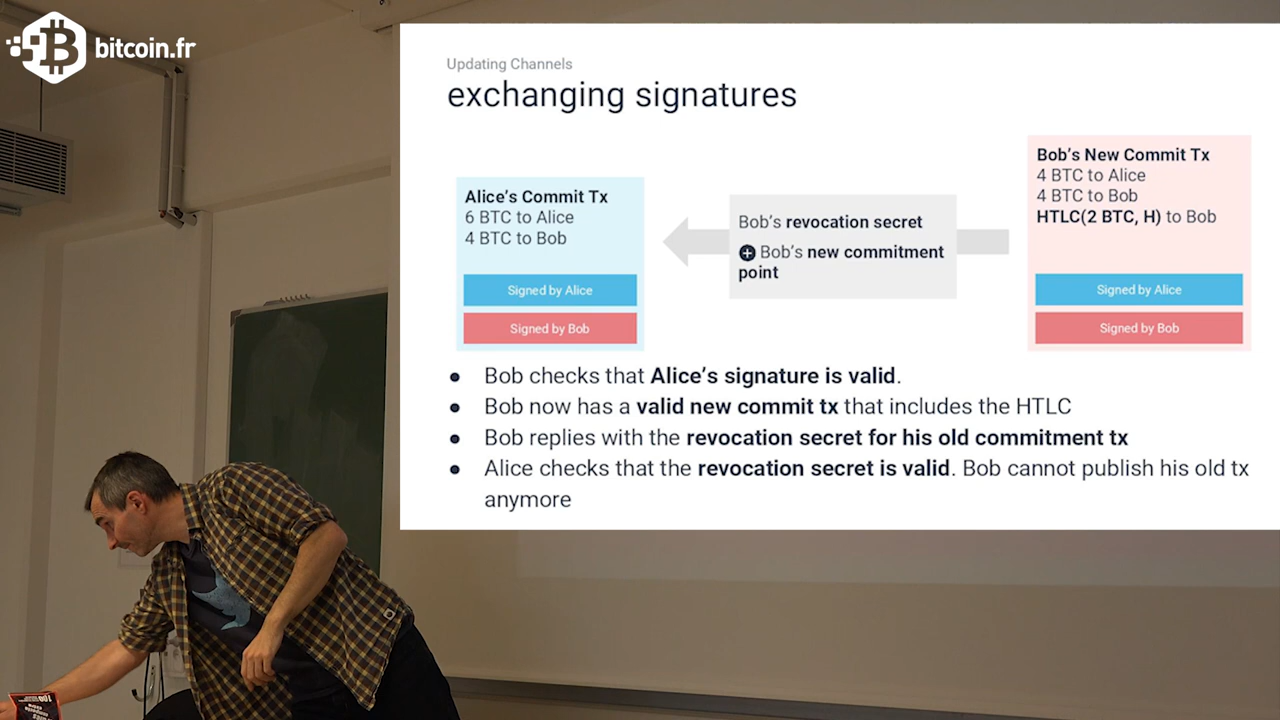 bitcoin.fr
Updating Channels
exchanging signatures
Alice's Commit Tx
6 BTC to Alice
4 BTC to Bob
Signed by Alice
Signed by Bob
Bob's revocation secret
Bob's new commitment
point
Bob's New Commit Tx
4 BTC to Alice
4 BTC to Bob
HTLC(2 BTC, H) to Bob
Signed by Alice
Signed by Bob
Bob checks that Alice's signature is valid.
Bob now has a valid new commit tx that includes the HTLC
Bob replies with the revocation secret for his old commitment tx
Alice checks that the revocation secret is valid. Bob cannot publish his old tx
anymore